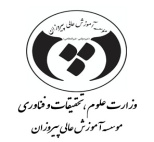 موسسه آموزش عالی پیروزان
وزارت علوم، تحقیقات و فناوری
موسسه آموزش عالی پیروزان